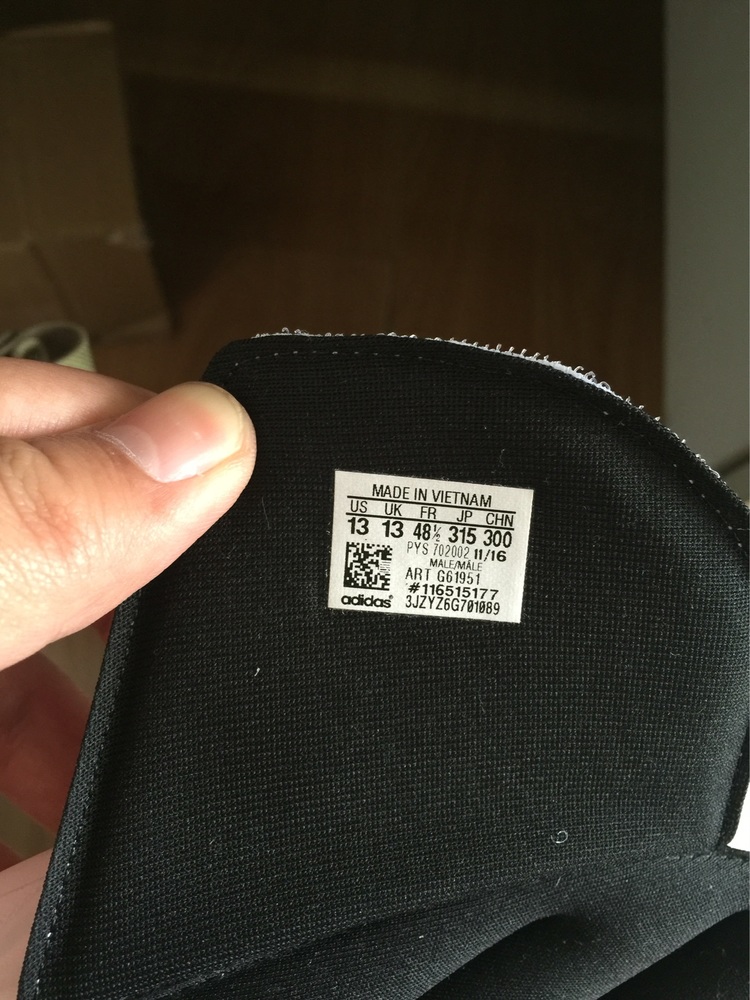 MADE IN VIETNAM
US UK FR JP CHN
13 13 48½ 315 300
PYS 702002 11/16
MALE/MÂLE
ART G61951
#116515177
adidas® 3JZYZ6G701089